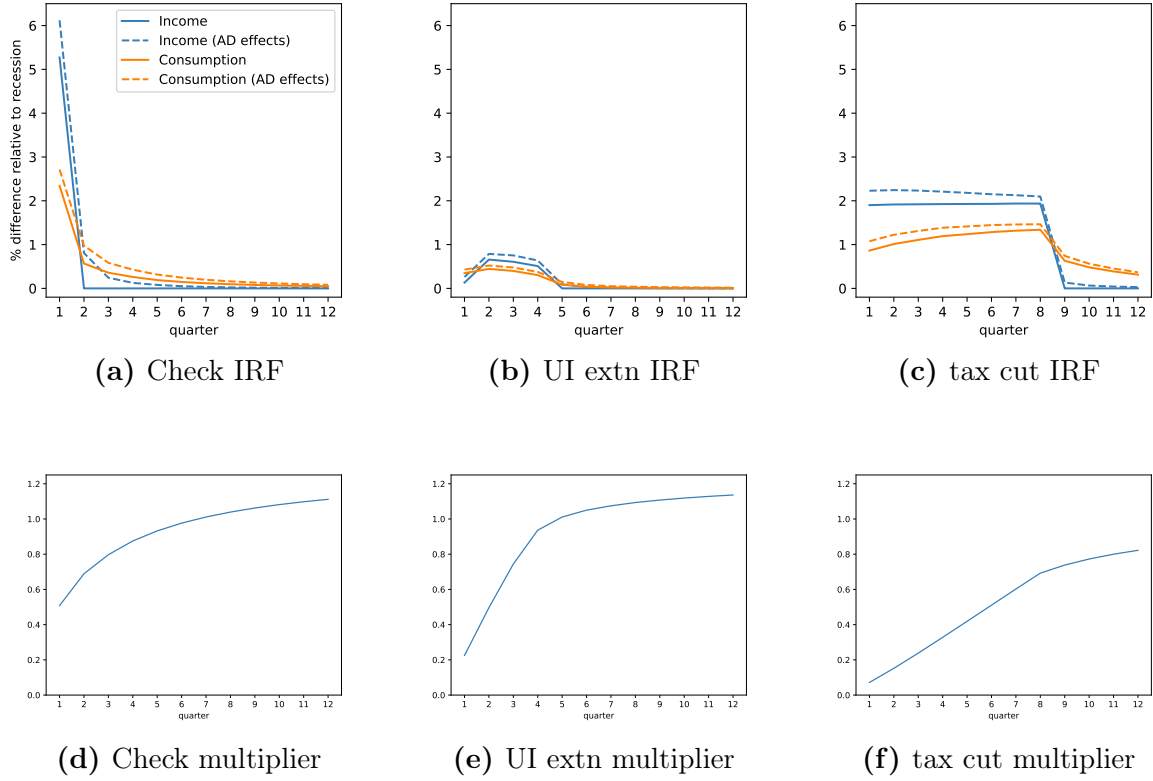 Income
Income (AD effects)
Consumption
Consumption (AD effects)
% difference relative to recession
6
5
4
3
2
1
0
1 2 3 4 5 6 7 8 9 10 11 12
quarter
(a) Check IRF
6
5
4
3
2
1
0
1 2 3 4 5 6 7 8 9 10 11 12
quarter
(b) UI extn IRF
6
5
4
3
2
1
0
1 2 3 4 5 6 7 8 9 10 11 12
quarter
(c) tax cut IRF
1.2
1.0
0.8
0.6
0.4
0.2
0.0
1 2 3 4 5 6 7 8 9 10 11 12
quarter
(d) Check multiplier
1.2
1.0
0.8
0.6
0.4
0.2
0.0
1 2 3 4 5 6 7 8 9 10 11 12
quarter
(e) UI extn multiplier
1.2
1.0
0.8
0.6
0.4
0.2
0.0
1 2 3 4 5 6 7 8 9 10 11 12
quarter
(f) tax cut multiplier